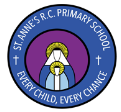 ST. ANNE'S R.C. PRIMARY SCHOOL
EVERY CHILD, EVERY CHANCE